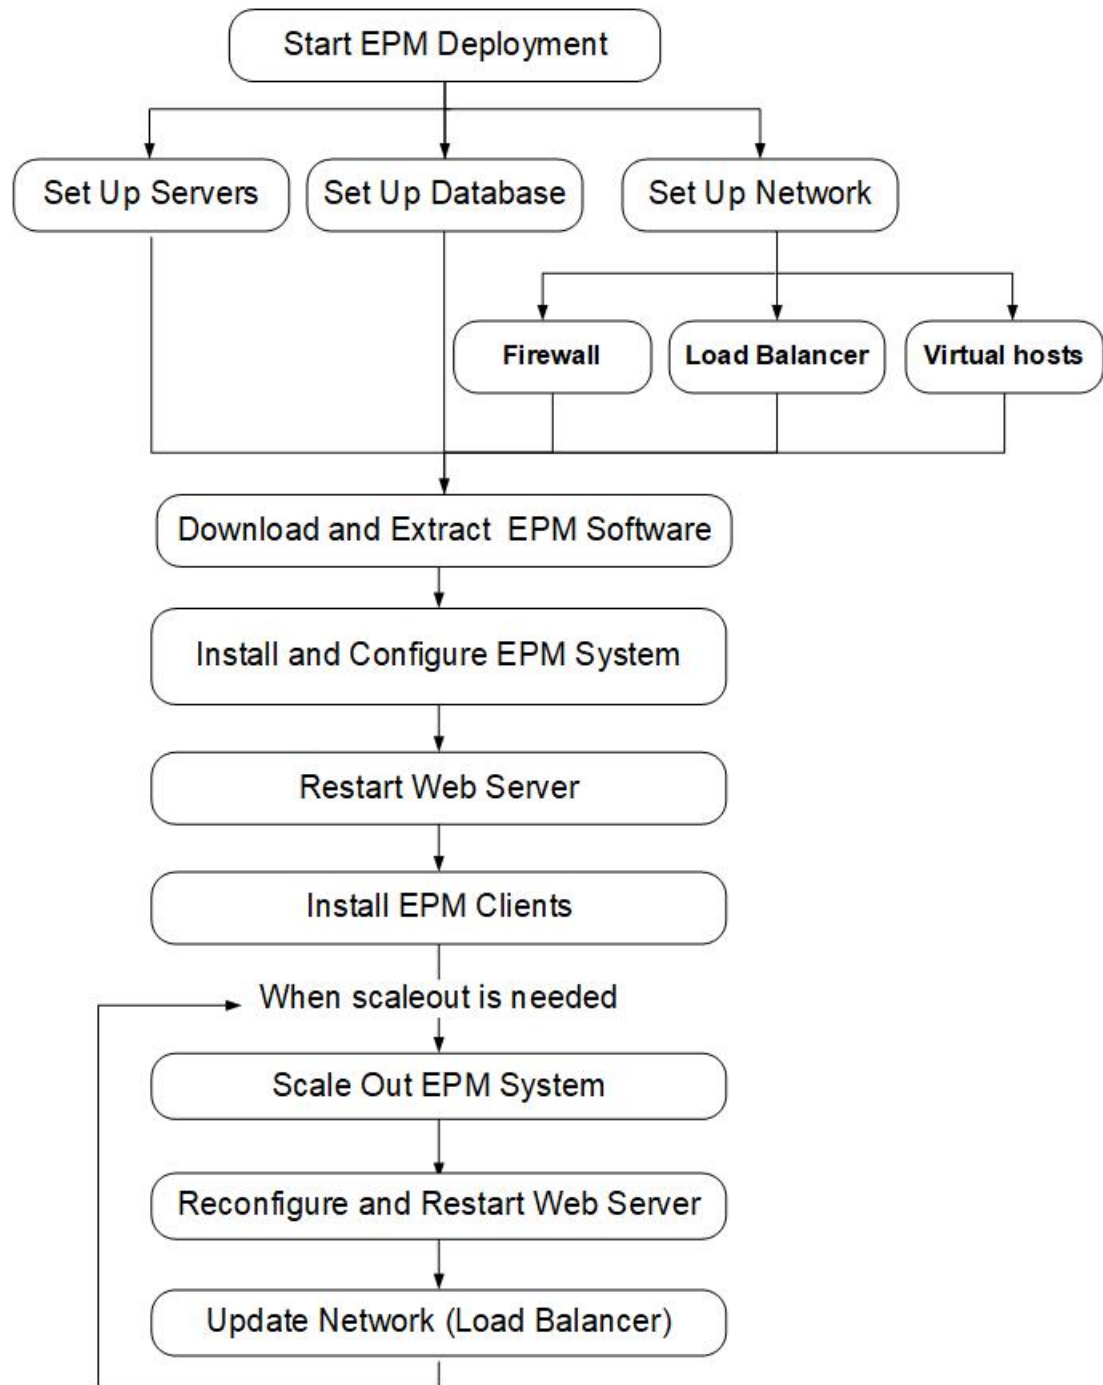 Start EPM Deployment
Set Up Servers
Set Up Database
Set Up Network
Firewall
Load Balancer
Virtual hosts
Download and Extract EPM Software
Install and Configure EPM System
Restart Web Server
Install EPM Clients
When scaleout is needed
Scale Out EPM System
Reconfigure and Restart Web Server
Update Network (Load Balancer)